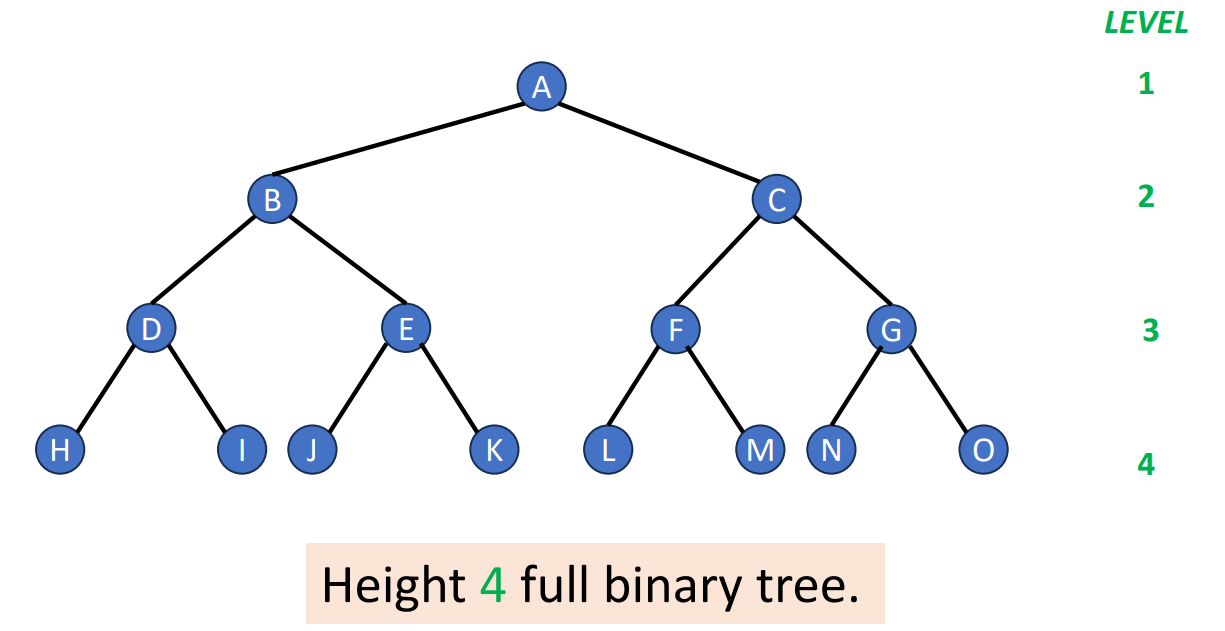 LEVEL
A 1
B C 2
D E F G 3
H I J K L M N O 4
Height 4 full binary tree.